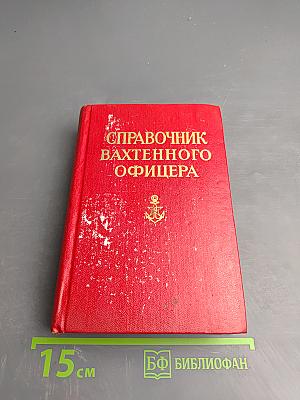 СПРАВОЧНИК
ВАХТЕННОГО
ОФИЦЕРА
15 см
БФ БИБЛИОФАН